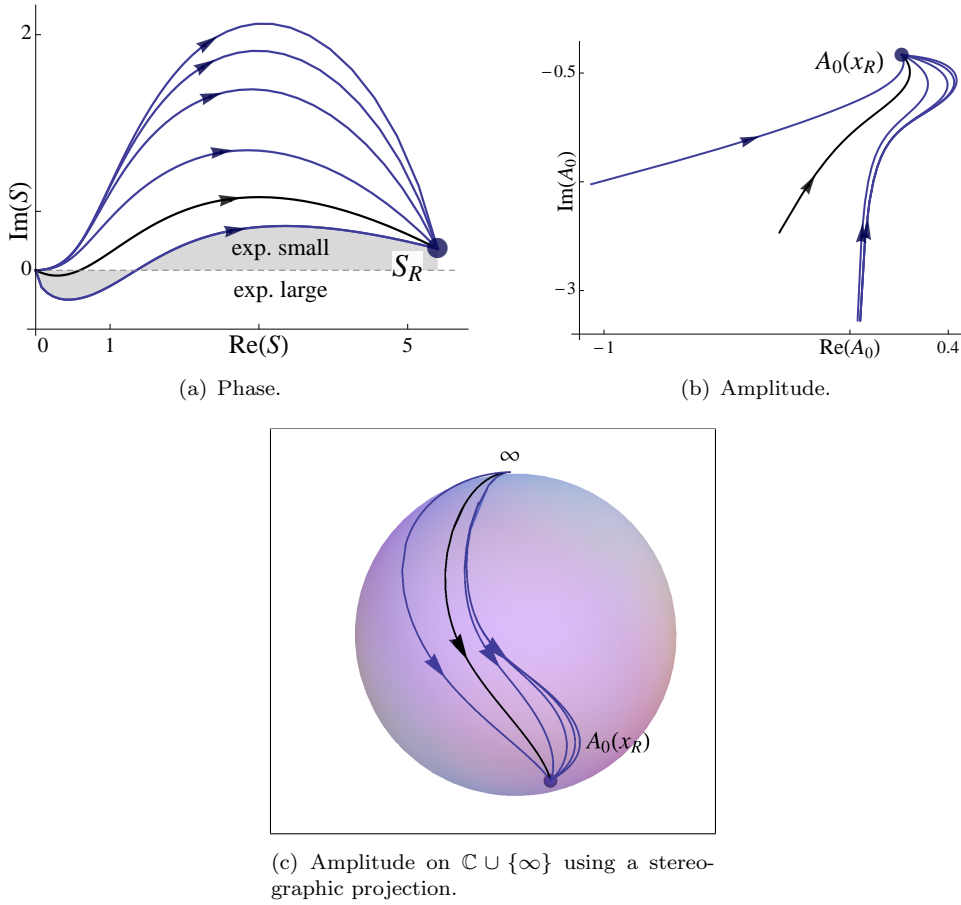 2
Im(S)
0
exp. small
exp. large
S_R
0
1
Re(S)
5
(a) Phase.
A_0(x_R)
−0.5
Im(A_0)
−3
−1
Re(A_0)
0.4
(b) Amplitude.
∞
A_0(x_R)
(c) Amplitude on ℂ ∪ {∞} using a stereo-
graphic projection.